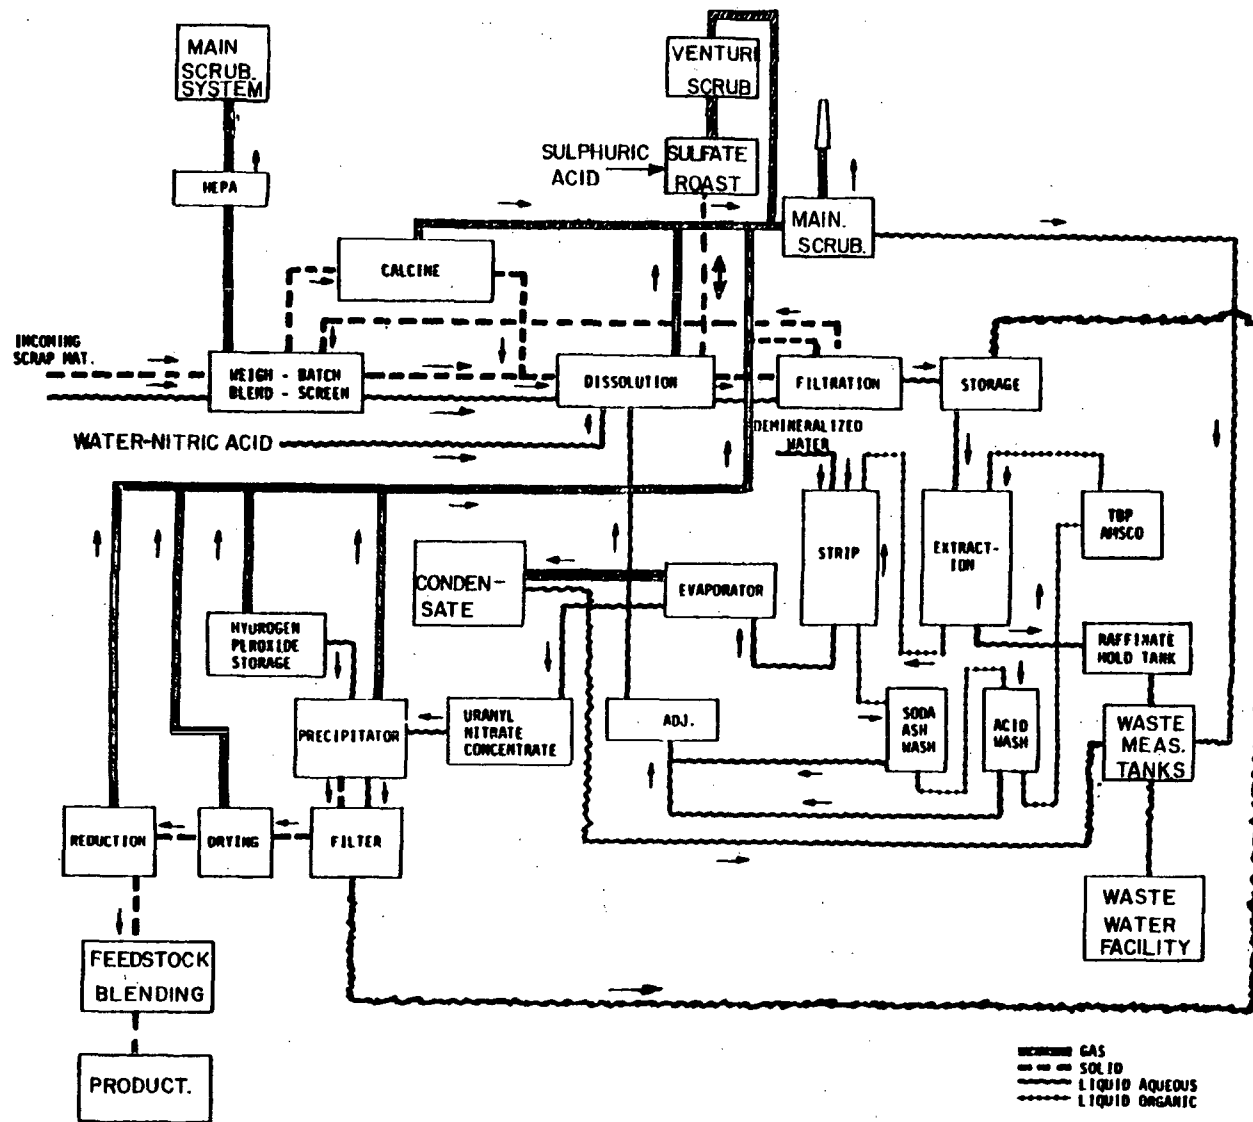 MAIN
SCRUB.
SYSTEM
HEPA
VENTURI
SCRUB.
SULPHURIC
ACID
SULFATE
ROAST
MAIN.
SCRUB.
CALCINE
INCOMING
SCRAP MAT.
WEIGH - BATCH
BLEND - SCREEN
DISSOLUTION
FILTRATION
STORAGE
WATER-NITRIC ACID
DEMINERALIZED
WATER
STRIP
EXTRACT-
ION
TBP
AMSCO
CONDEN-
SATE
EVAPORATOR
HYDROGEN
PEROXIDE
STORAGE
RAFFINATE
HOLD TANK
PRECIPITATOR
URANYL
NITRATE
CONCENTRATE
ADJ.
SODA
ASH
WASH
ACID
WASH
WASTE
MEAS.
TANKS
REDUCTION
DRYING
FILTER
WASTE
WATER
FACILITY
FEEDSTOCK
BLENDING
PRODUCT.
GAS
SOLID
LIQUID AQUEOUS
LIQUID ORGANIC